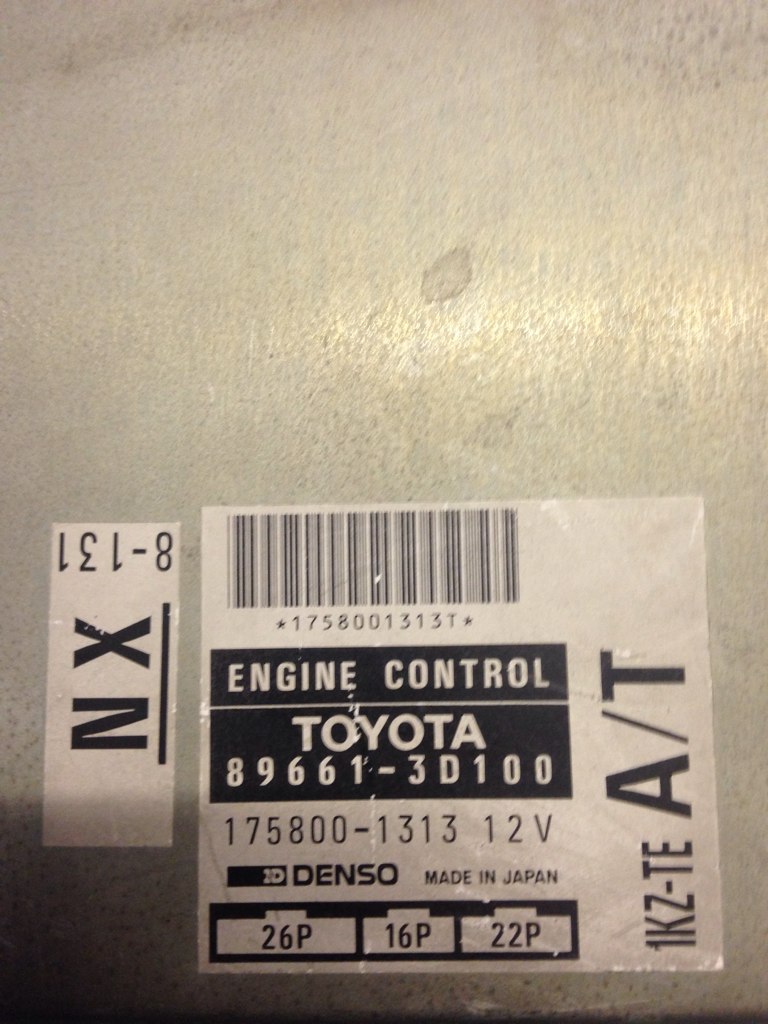 8-131
NX
*1758001313T*
ENGINE CONTROL
TOYOTA
89661-3D100
175800-1313 12V
DENSO MADE IN JAPAN
26P 16P 22P
1KZ-TE A/T